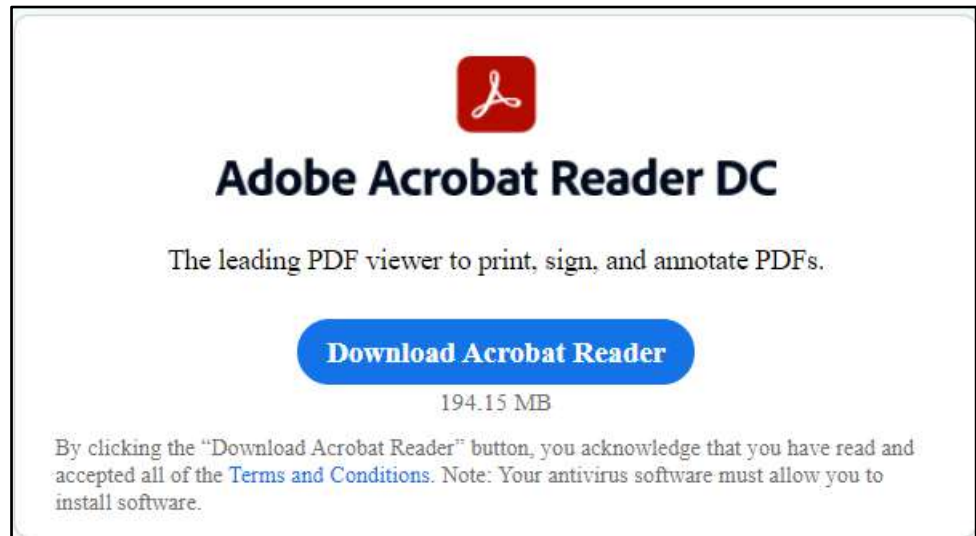 Adobe Acrobat Reader DC
The leading PDF viewer to print, sign, and annotate PDFs.
Download Acrobat Reader
194.15 MB
By clicking the “Download Acrobat Reader” button, you acknowledge that you have read and
accepted all of the Terms and Conditions. Note: Your antivirus software must allow you to
install software.